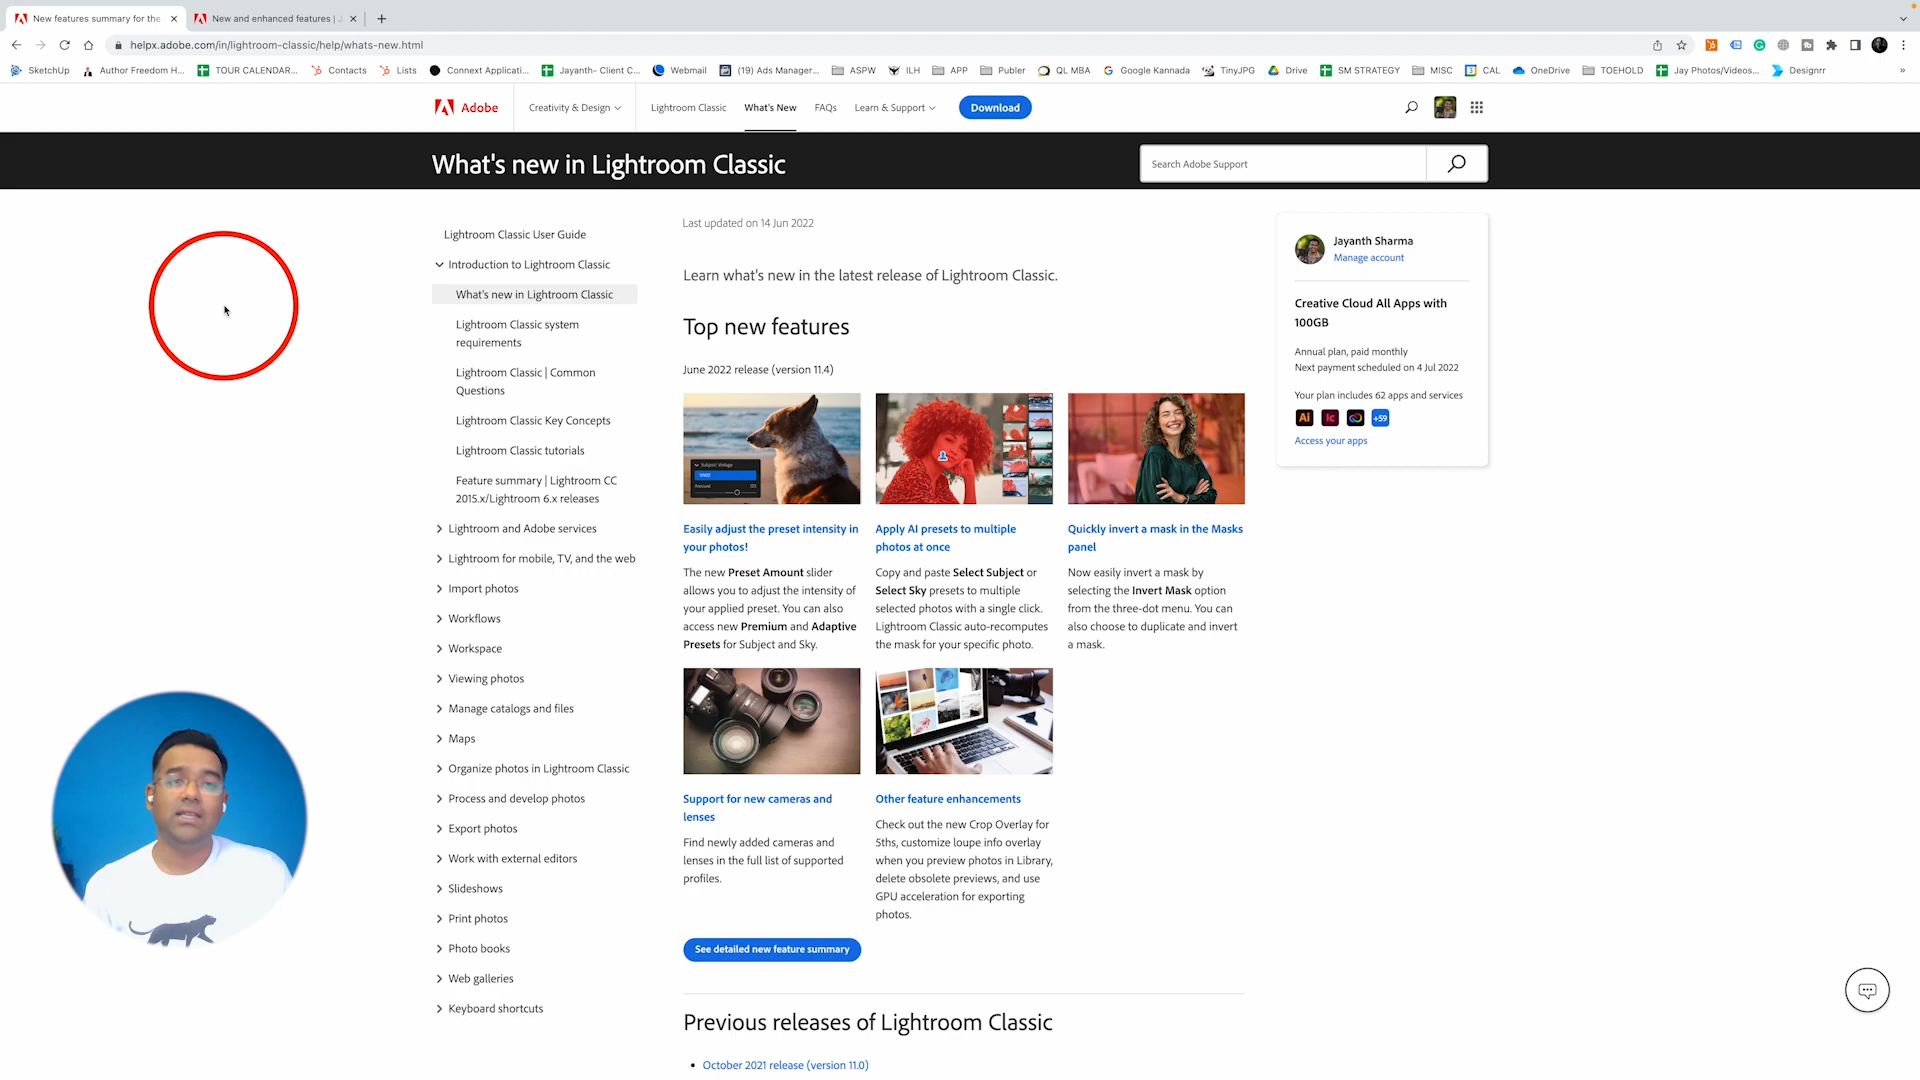 New features summary for the
New and enhanced features |
helpx.adobe.com/in/lightroom-classic/help/whats-new.html
SketchUp
Author Freedom H...
TOUR CALENDAR...
Contacts
Lists
Connext Applicati...
Jayanth- Client C...
Webmail
(19) Ads Manager...
ASPW
ILH
APP
Publer
QL MBA
Google Kannada
TinyJPG
Drive
SM STRATEGY
MISC
CAL
OneDrive
TOEHOLD
Jay Photos/Videos...
Designrr
Adobe
Creativity & Design
Lightroom Classic
What's New
FAQs
Learn & Support
Download
What's new in Lightroom Classic
Search Adobe Support
Lightroom Classic User Guide
Introduction to Lightroom Classic
What's new in Lightroom Classic
Lightroom Classic system
requirements
Lightroom Classic | Common
Questions
Lightroom Classic Key Concepts
Lightroom Classic tutorials
Feature summary | Lightroom CC
2015.x/Lightroom 6.x releases
Lightroom and Adobe services
Lightroom for mobile, TV, and the web
Import photos
Workflows
Workspace
Viewing photos
Manage catalogs and files
Maps
Organize photos in Lightroom Classic
Process and develop photos
Export photos
Work with external editors
Slideshows
Print photos
Photo books
Web galleries
Keyboard shortcuts
Last updated on 14 Jun 2022
Learn what's new in the latest release of Lightroom Classic.
Top new features
June 2022 release (version 11.4)
Subject: Vintage
Amount
Easily adjust the preset intensity in
your photos!
The new Preset Amount slider
allows you to adjust the intensity of
your applied preset. You can also
access new Premium and Adaptive
Presets for Subject and Sky.
Apply AI presets to multiple
photos at once
Copy and paste Select Subject or
Select Sky presets to multiple
selected photos with a single click.
Lightroom Classic auto-recomputes
the mask for your specific photo.
Quickly invert a mask in the Masks
panel
Now easily invert a mask by
selecting the Invert Mask option
from the three-dot menu. You can
also choose to duplicate and invert
a mask.
Support for new cameras and
lenses
Find newly added cameras and
lenses in the full list of supported
profiles.
Other feature enhancements
Check out the new Crop Overlay for
5ths, customize loupe info overlay
when you preview photos in Library,
delete obsolete previews, and use
GPU acceleration for exporting
photos.
See detailed new feature summary
Previous releases of Lightroom Classic
October 2021 release (version 11.0)
Jayanth Sharma
Manage account
Creative Cloud All Apps with
100GB
Annual plan, paid monthly
Next payment scheduled on 4 Jul 2022
Your plan includes 62 apps and services
Ai
Ic
+59
Access your apps